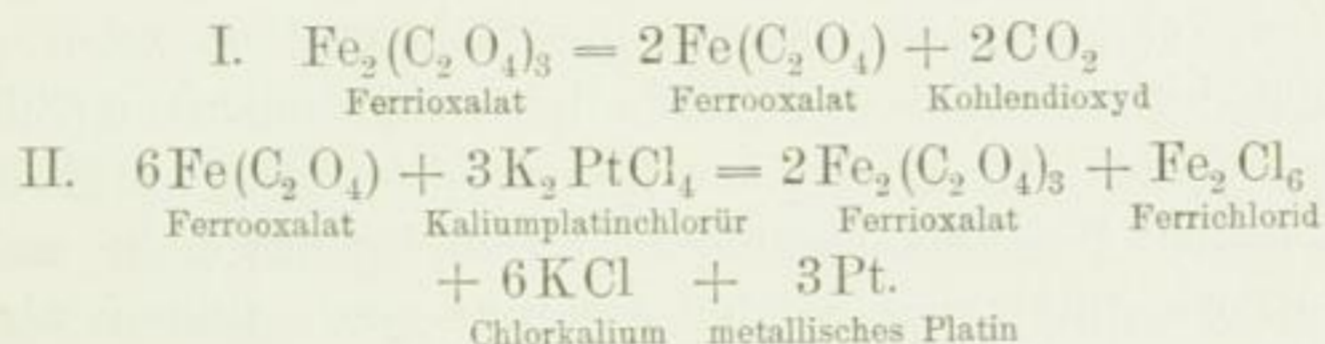 I. Fe₂(C₂O₄)₃ = 2Fe(C₂O₄) + 2CO₂
Ferrioxalat Ferrooxalat Kohlendioxyd
II. 6Fe(C₂O₄) + 3K₂PtCl₄ = 2Fe₂(C₂O₄)₃ + Fe₂Cl₆
Ferrooxalat Kaliumplatinchlorür Ferrioxalat Ferrichlorid
+ 6KCl + 3Pt.
Chlorkalium metallisches Platin